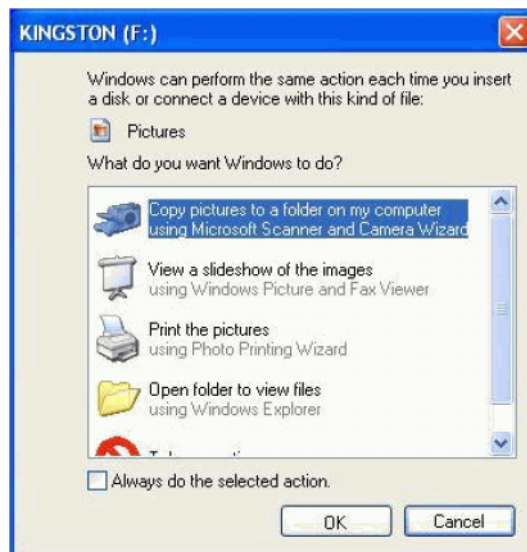 KINGSTON (F:)
Windows can perform the same action each time you insert
a disk or connect a device with this kind of file:
Pictures
What do you want Windows to do?
Copy pictures to a folder on my computer
using Microsoft Scanner and Camera Wizard
View a slideshow of the images
using Windows Picture and Fax Viewer
Print the pictures
using Photo Printing Wizard
Open folder to view files
using Windows Explorer
Always do the selected action.
OK
Cancel